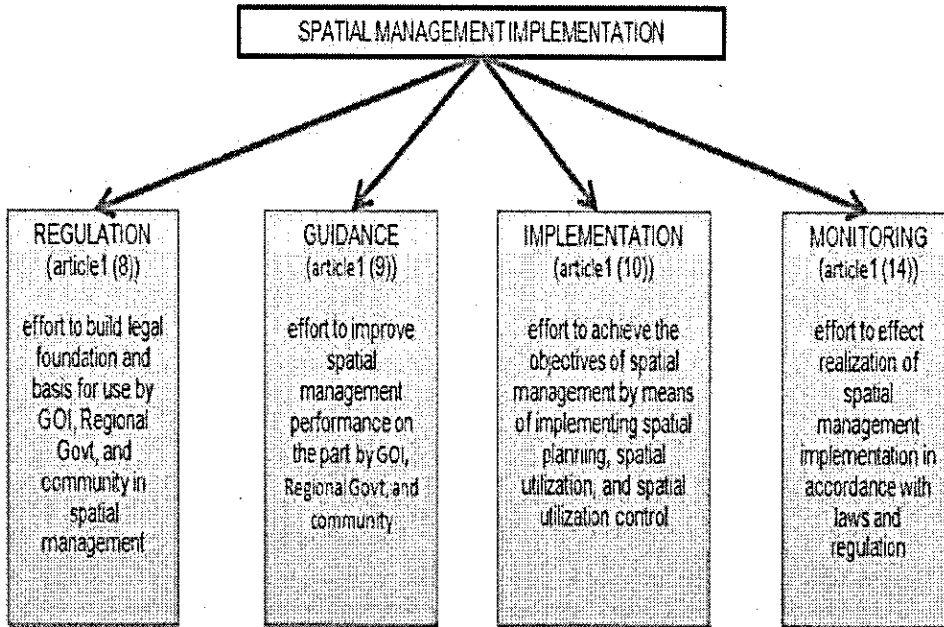 SPATIAL MANAGEMENT IMPLEMENTATION
REGULATION
(article1 (8))
effort to build legal
foundation and
basis for use by
GOI, Regional
Govt, and
community in
spatial
management
GUIDANCE
(article1 (9))
effort to improve
spatial
management
performance on
the part by GOI,
Regional Govt, and
community
IMPLEMENTATION
(article1 (10))
effort to achieve the
objectives of spatial
management by means
of implementing spatial
planning, spatial
utilization, and spatial
utilization control
MONITORING
(article1 (14))
effort to effect
realization of
spatial
management
implementation in
accordance with
laws and
regulation